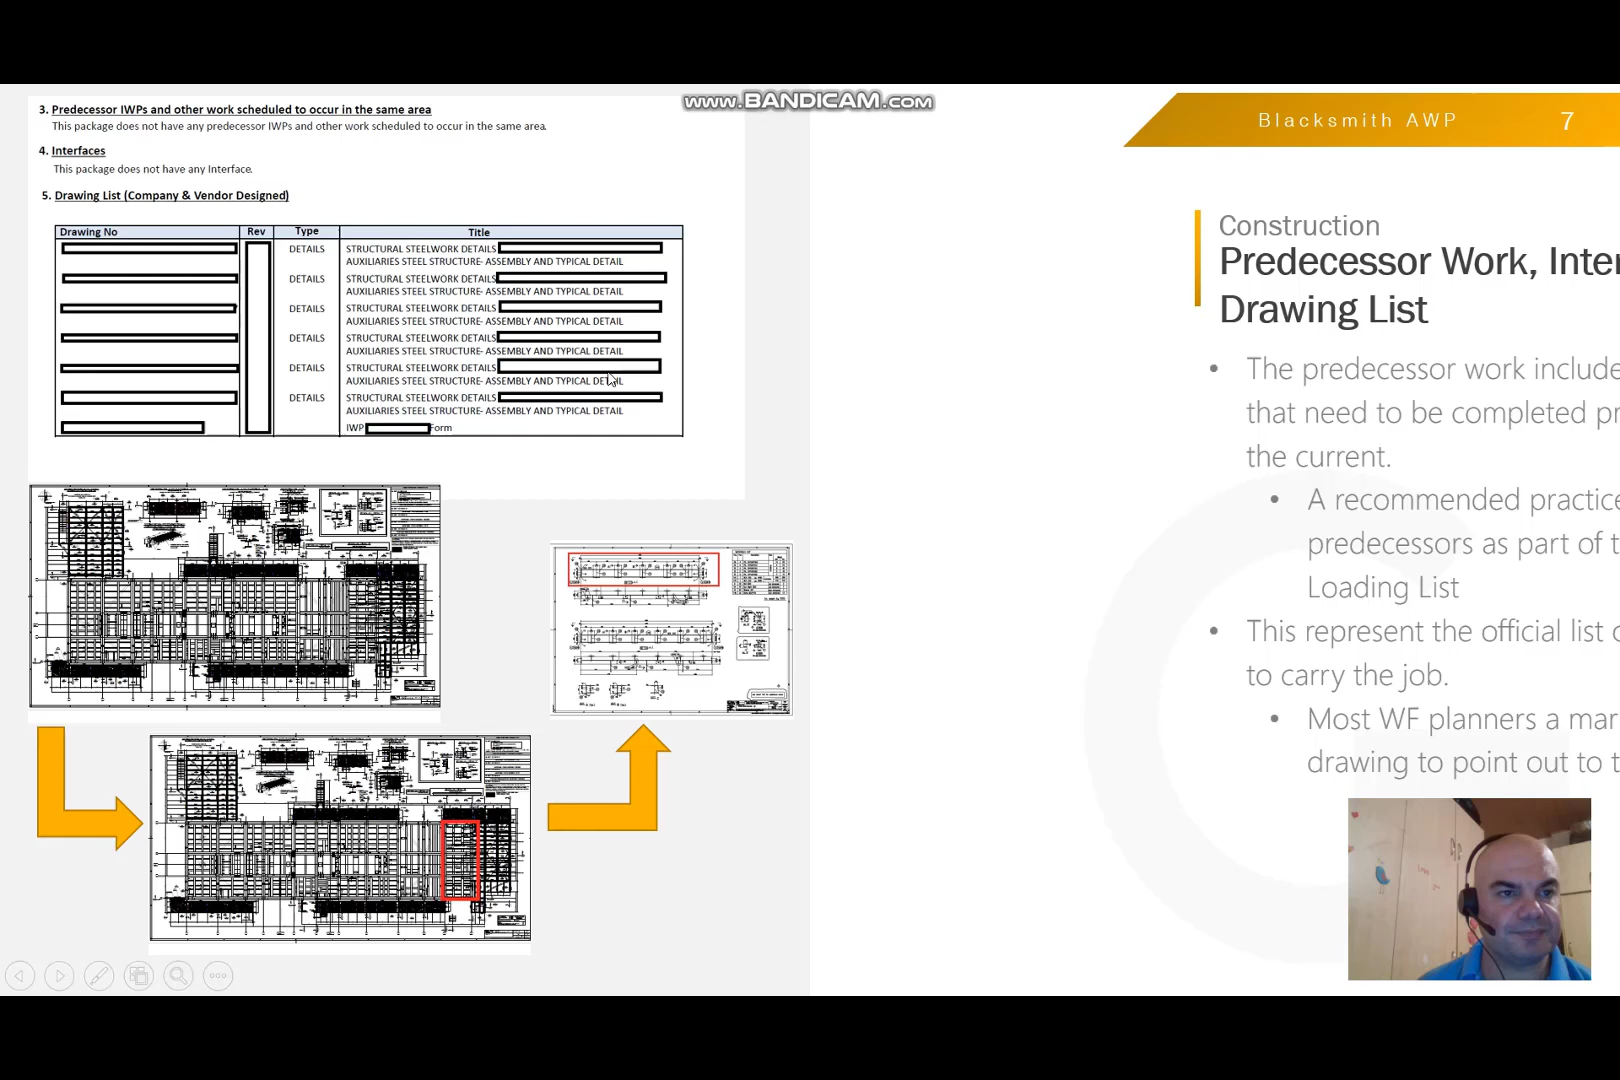 www.BANDICAM.com
3. Predecessor IWPs and other work scheduled to occur in the same area
This package does not have any predecessor IWPs and other work scheduled to occur in the same area.
4. Interfaces
This package does not have any Interface.
5. Drawing List (Company & Vendor Designed)
Drawing No Rev Type Title
DETAILS STRUCTURAL STEELWORK DETAILS
AUXILIARIES STEEL STRUCTURE- ASSEMBLY AND TYPICAL DETAIL
DETAILS STRUCTURAL STEELWORK DETAILS
AUXILIARIES STEEL STRUCTURE- ASSEMBLY AND TYPICAL DETAIL
DETAILS STRUCTURAL STEELWORK DETAILS
AUXILIARIES STEEL STRUCTURE- ASSEMBLY AND TYPICAL DETAIL
DETAILS STRUCTURAL STEELWORK DETAILS
AUXILIARIES STEEL STRUCTURE- ASSEMBLY AND TYPICAL DETAIL
DETAILS STRUCTURAL STEELWORK DETAILS
AUXILIARIES STEEL STRUCTURE- ASSEMBLY AND TYPICAL DETAIL
DETAILS STRUCTURAL STEELWORK DETAILS
AUXILIARIES STEEL STRUCTURE- ASSEMBLY AND TYPICAL DETAIL
IWP Form
Blacksmith AWP 7
Construction
Predecessor Work, Inter
Drawing List
• The predecessor work include
that need to be completed pr
the current.
• A recommended practice
predecessors as part of t
Loading List
• This represent the official list o
to carry the job.
• Most WF planners a mar
drawing to point out to t